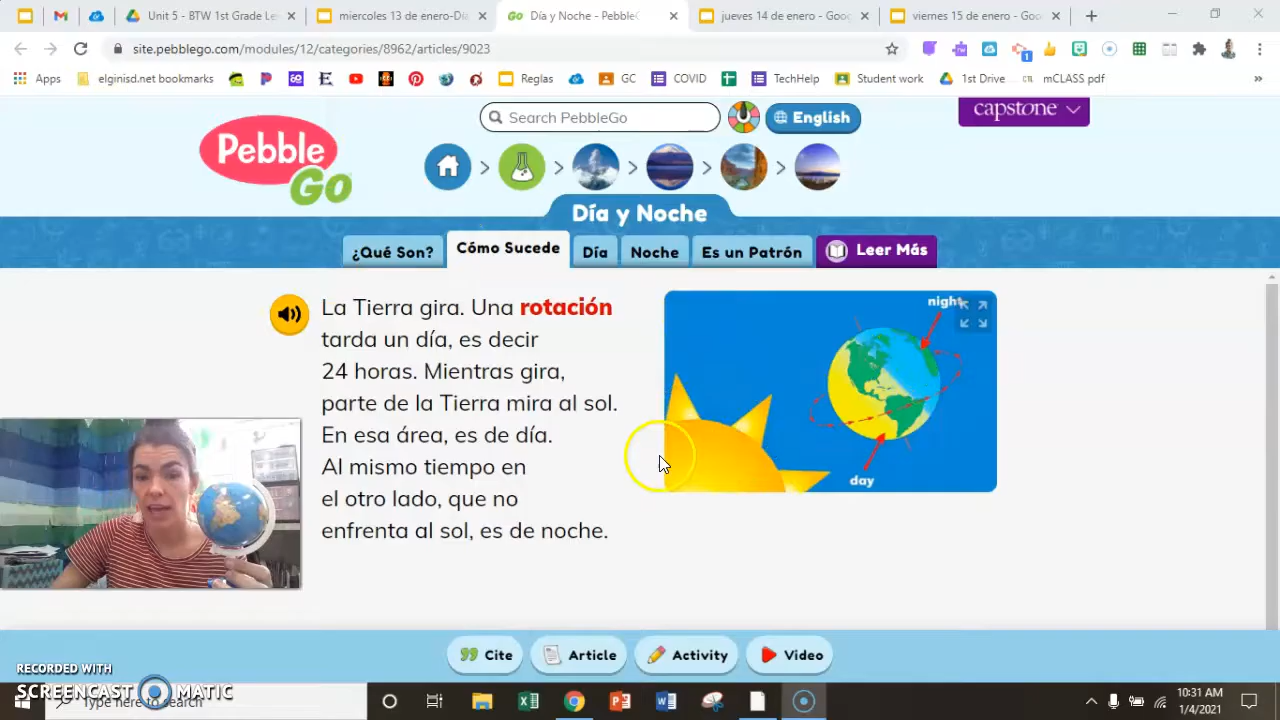 Unit 5 - BTW 1st Grade Le
miercoles 13 de enero-Día
Día y Noche - PebbleG
jueves 14 de enero - Goog
viernes 15 de enero - Goo
site.pebblego.com/modules/12/categories/8962/articles/9023
Apps
elginisd.net bookmarks
Reglas
GC
COVID
TechHelp
Student work
1st Drive
mCLASS pdf
Search PebbleGo
English
capstone
Pebble
Go
Día y Noche
¿Qué Son?
Cómo Sucede
Día
Noche
Es un Patrón
Leer Más
La Tierra gira. Una rotación
tarda un día, es decir
24 horas. Mientras gira,
parte de la Tierra mira al sol.
En esa área, es de día.
Al mismo tiempo en
el otro lado, que no
enfrenta al sol, es de noche.
night
day
Cite
Article
Activity
Video
RECORDED WITH
SCREENCAST MATIC
Type here to search
10:31 AM
1/4/2021